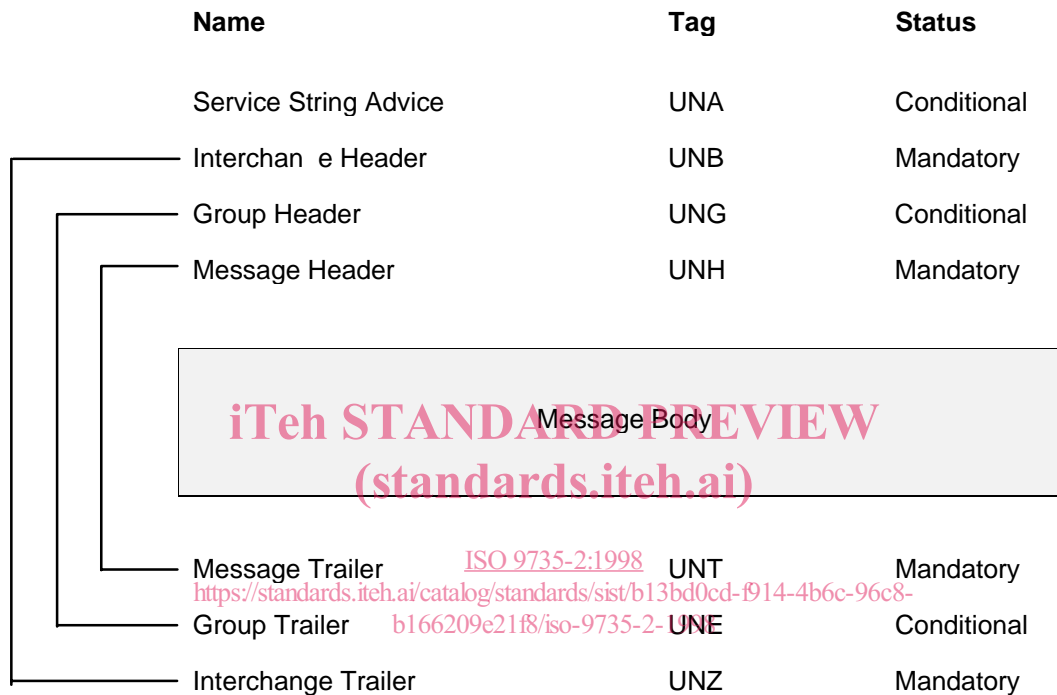 Name Tag Status
Service String Advice UNA Conditional
Interchan e Header UNB Mandatory
Group Header UNG Conditional
Message Header UNH Mandatory
Message Body
iTeh STANDARD PREVIEW
(standards.iteh.ai)
ISO 9735-2:1998
Message Trailer UNT Mandatory
https://standards.iteh.ai/catalog/standards/sist/b13bd0cd-f914-4b6c-96c8-
b166209e21f8/iso-9735-2-1998
Group Trailer UNE Conditional
Interchange Trailer UNZ Mandatory